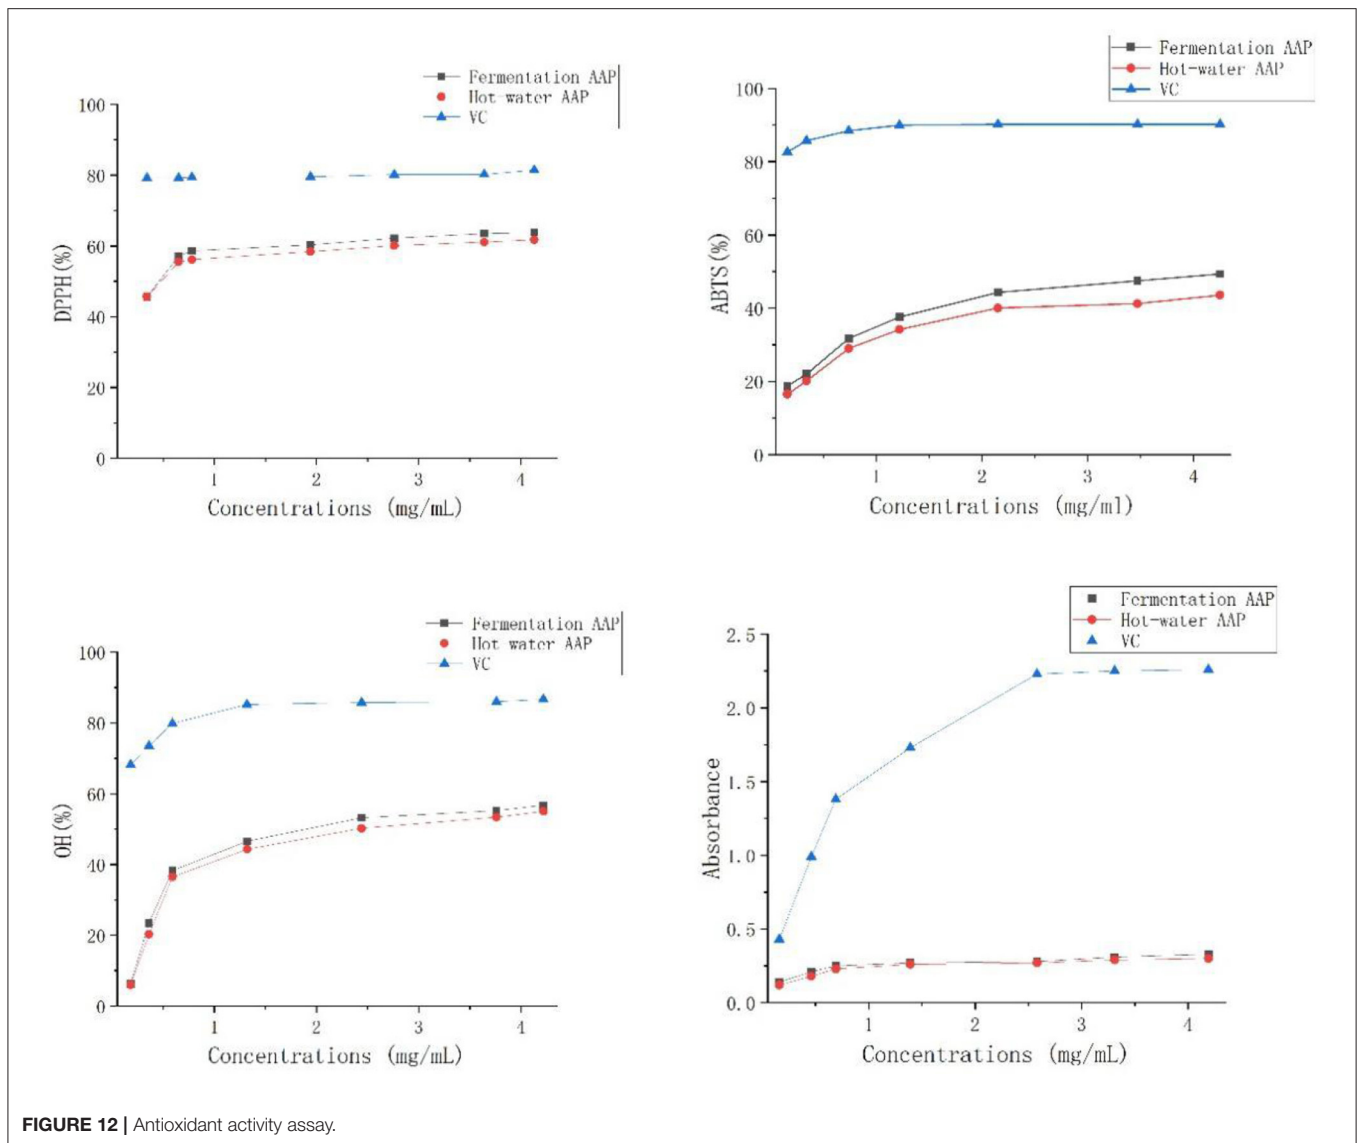 Fermentation AAP
Hot-water AAP
VC
100
80
60
40
20
0
DPPH(%)
1 2 3 4
Concentrations (mg/mL)
Fermentation AAP
Hot-water AAP
VC
100
80
60
40
20
0
ABTS(%)
1 2 3 4
Concentrations (mg/ml)
Fermentation AAP
Hot water AAP
VC
100
80
60
40
20
0
OH(%)
1 2 3 4
Concentrations (mg/mL)
Fermentation AAP
Hot-water AAP
VC
2.5
2.0
1.5
1.0
0.5
0.0
Absorbance
1 2 3 4
Concentrations (mg/mL)
FIGURE 12 | Antioxidant activity assay.